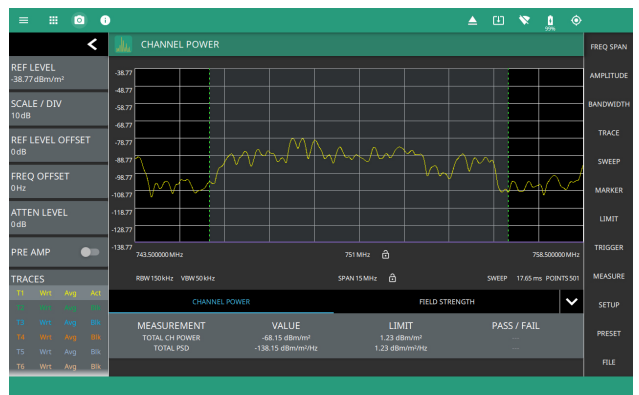 99%
CHANNEL POWER
FREQ SPAN
AMPLITUDE
BANDWIDTH
TRACE
SWEEP
MARKER
LIMIT
TRIGGER
MEASURE
SETUP
PRESET
FILE
REF LEVEL
-38.77 dBm/m²
SCALE / DIV
10 dB
REF LEVEL OFFSET
0 dB
FREQ OFFSET
0 Hz
ATTEN LEVEL
0 dB
PRE AMP
TRACES
T1 Wrt Avg Act
T2 Wrt Avg Blk
T3 Wrt Avg Blk
T4 Wrt Avg Blk
T5 Wrt Avg Blk
T6 Wrt Avg Blk
-38.77
-48.77
-58.77
-68.77
-78.77
-88.77
-98.77
-108.77
-118.77
-128.77
-138.77
743.500000 MHz 751 MHz 758.500000 MHz
RBW 150 kHz VBW 50 kHz SPAN 15 MHz SWEEP 17.65 ms POINTS 501
CHANNEL POWER FIELD STRENGTH
MEASUREMENT VALUE LIMIT PASS / FAIL
TOTAL CH POWER -68.15 dBm/m² 1.23 dBm/m² ---
TOTAL PSD -138.15 dBm/m²/Hz 1.23 dBm/m²/Hz ---